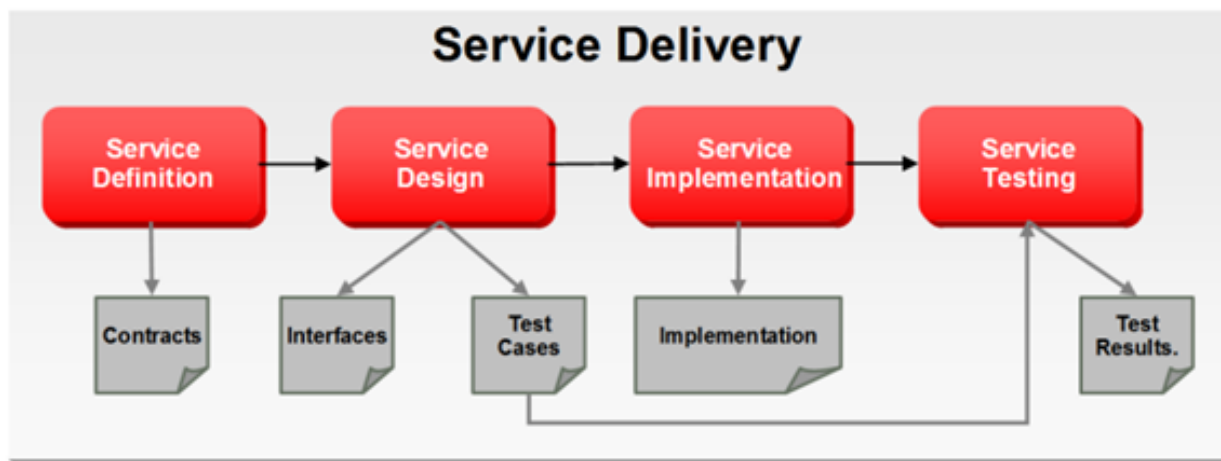 Service Delivery
Service
Definition
Service
Design
Service
Implementation
Service
Testing
Contracts
Interfaces
Test
Cases
Implementation
Test
Results.